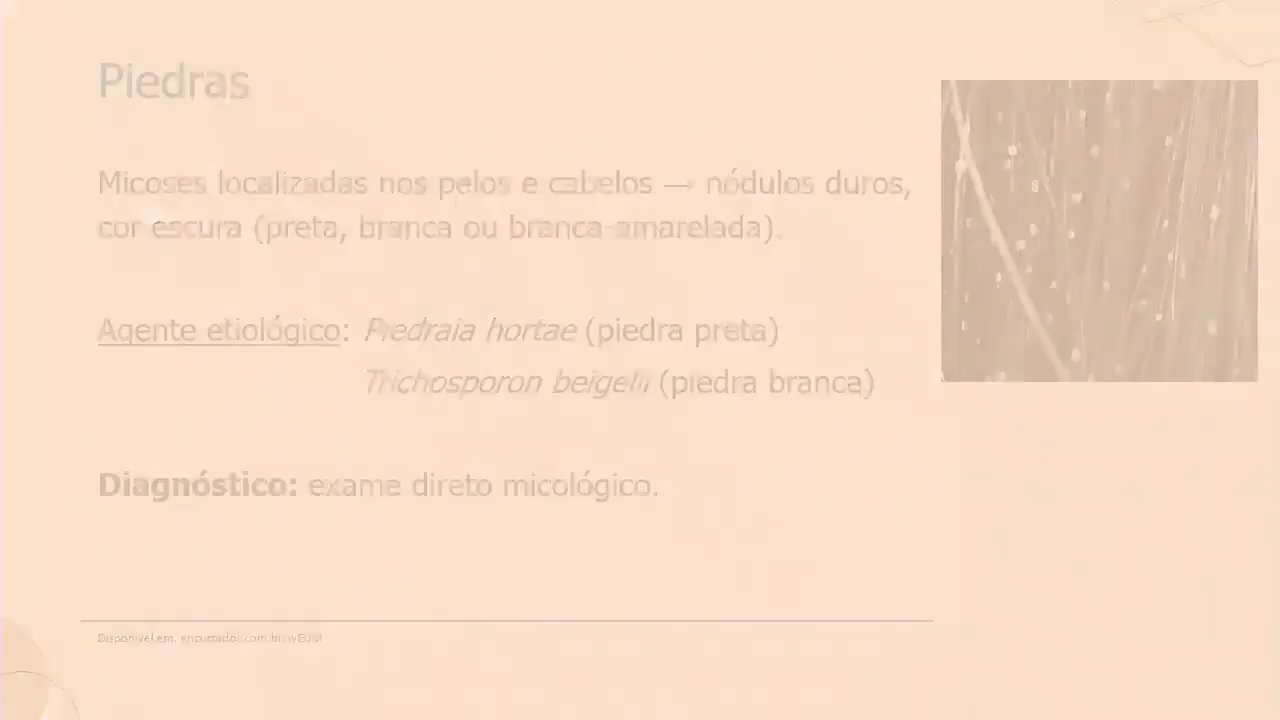 Piedras
Micoses localizadas nos pelos e cabelos — nódulos duros,
cor escura (preta, branca ou branca-amarelada).
Agente etiológico: Piedraia hortae (piedra preta)
Trichosporon beigelii (piedra branca)
Diagnóstico: exame direto micológico.
Disponível em: encurtador.com.br